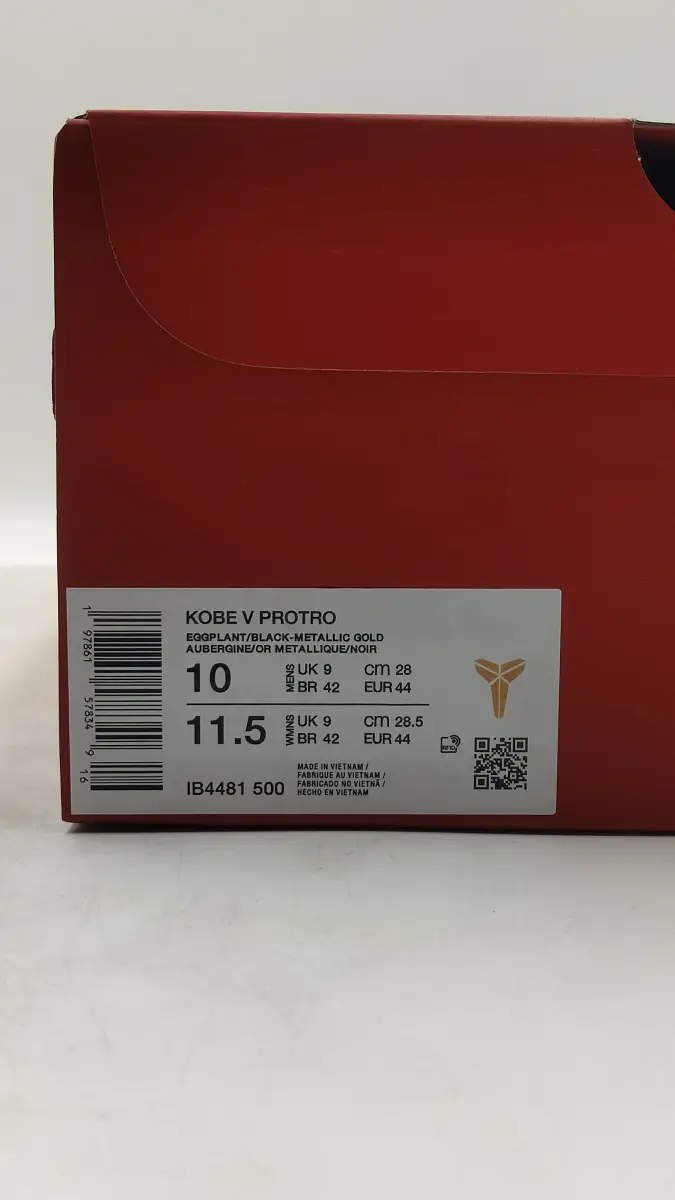 KOBE V PROTRO
EGGPLANT/BLACK-METALLIC GOLD
AUBERGINE/OR METALLIQUE/NOIR
10 MENS UK 9 CM 28
BR 42 EUR 44
11.5 WMNS UK 9 CM 28.5
BR 42 EUR 44
RFID
IB4481 500
MADE IN VIETNAM /
FABRIQUE AU VIETNAM /
FABRICADO NO VIETNÃ /
HECHO EN VIETNAM
1 97861 57834 9 16